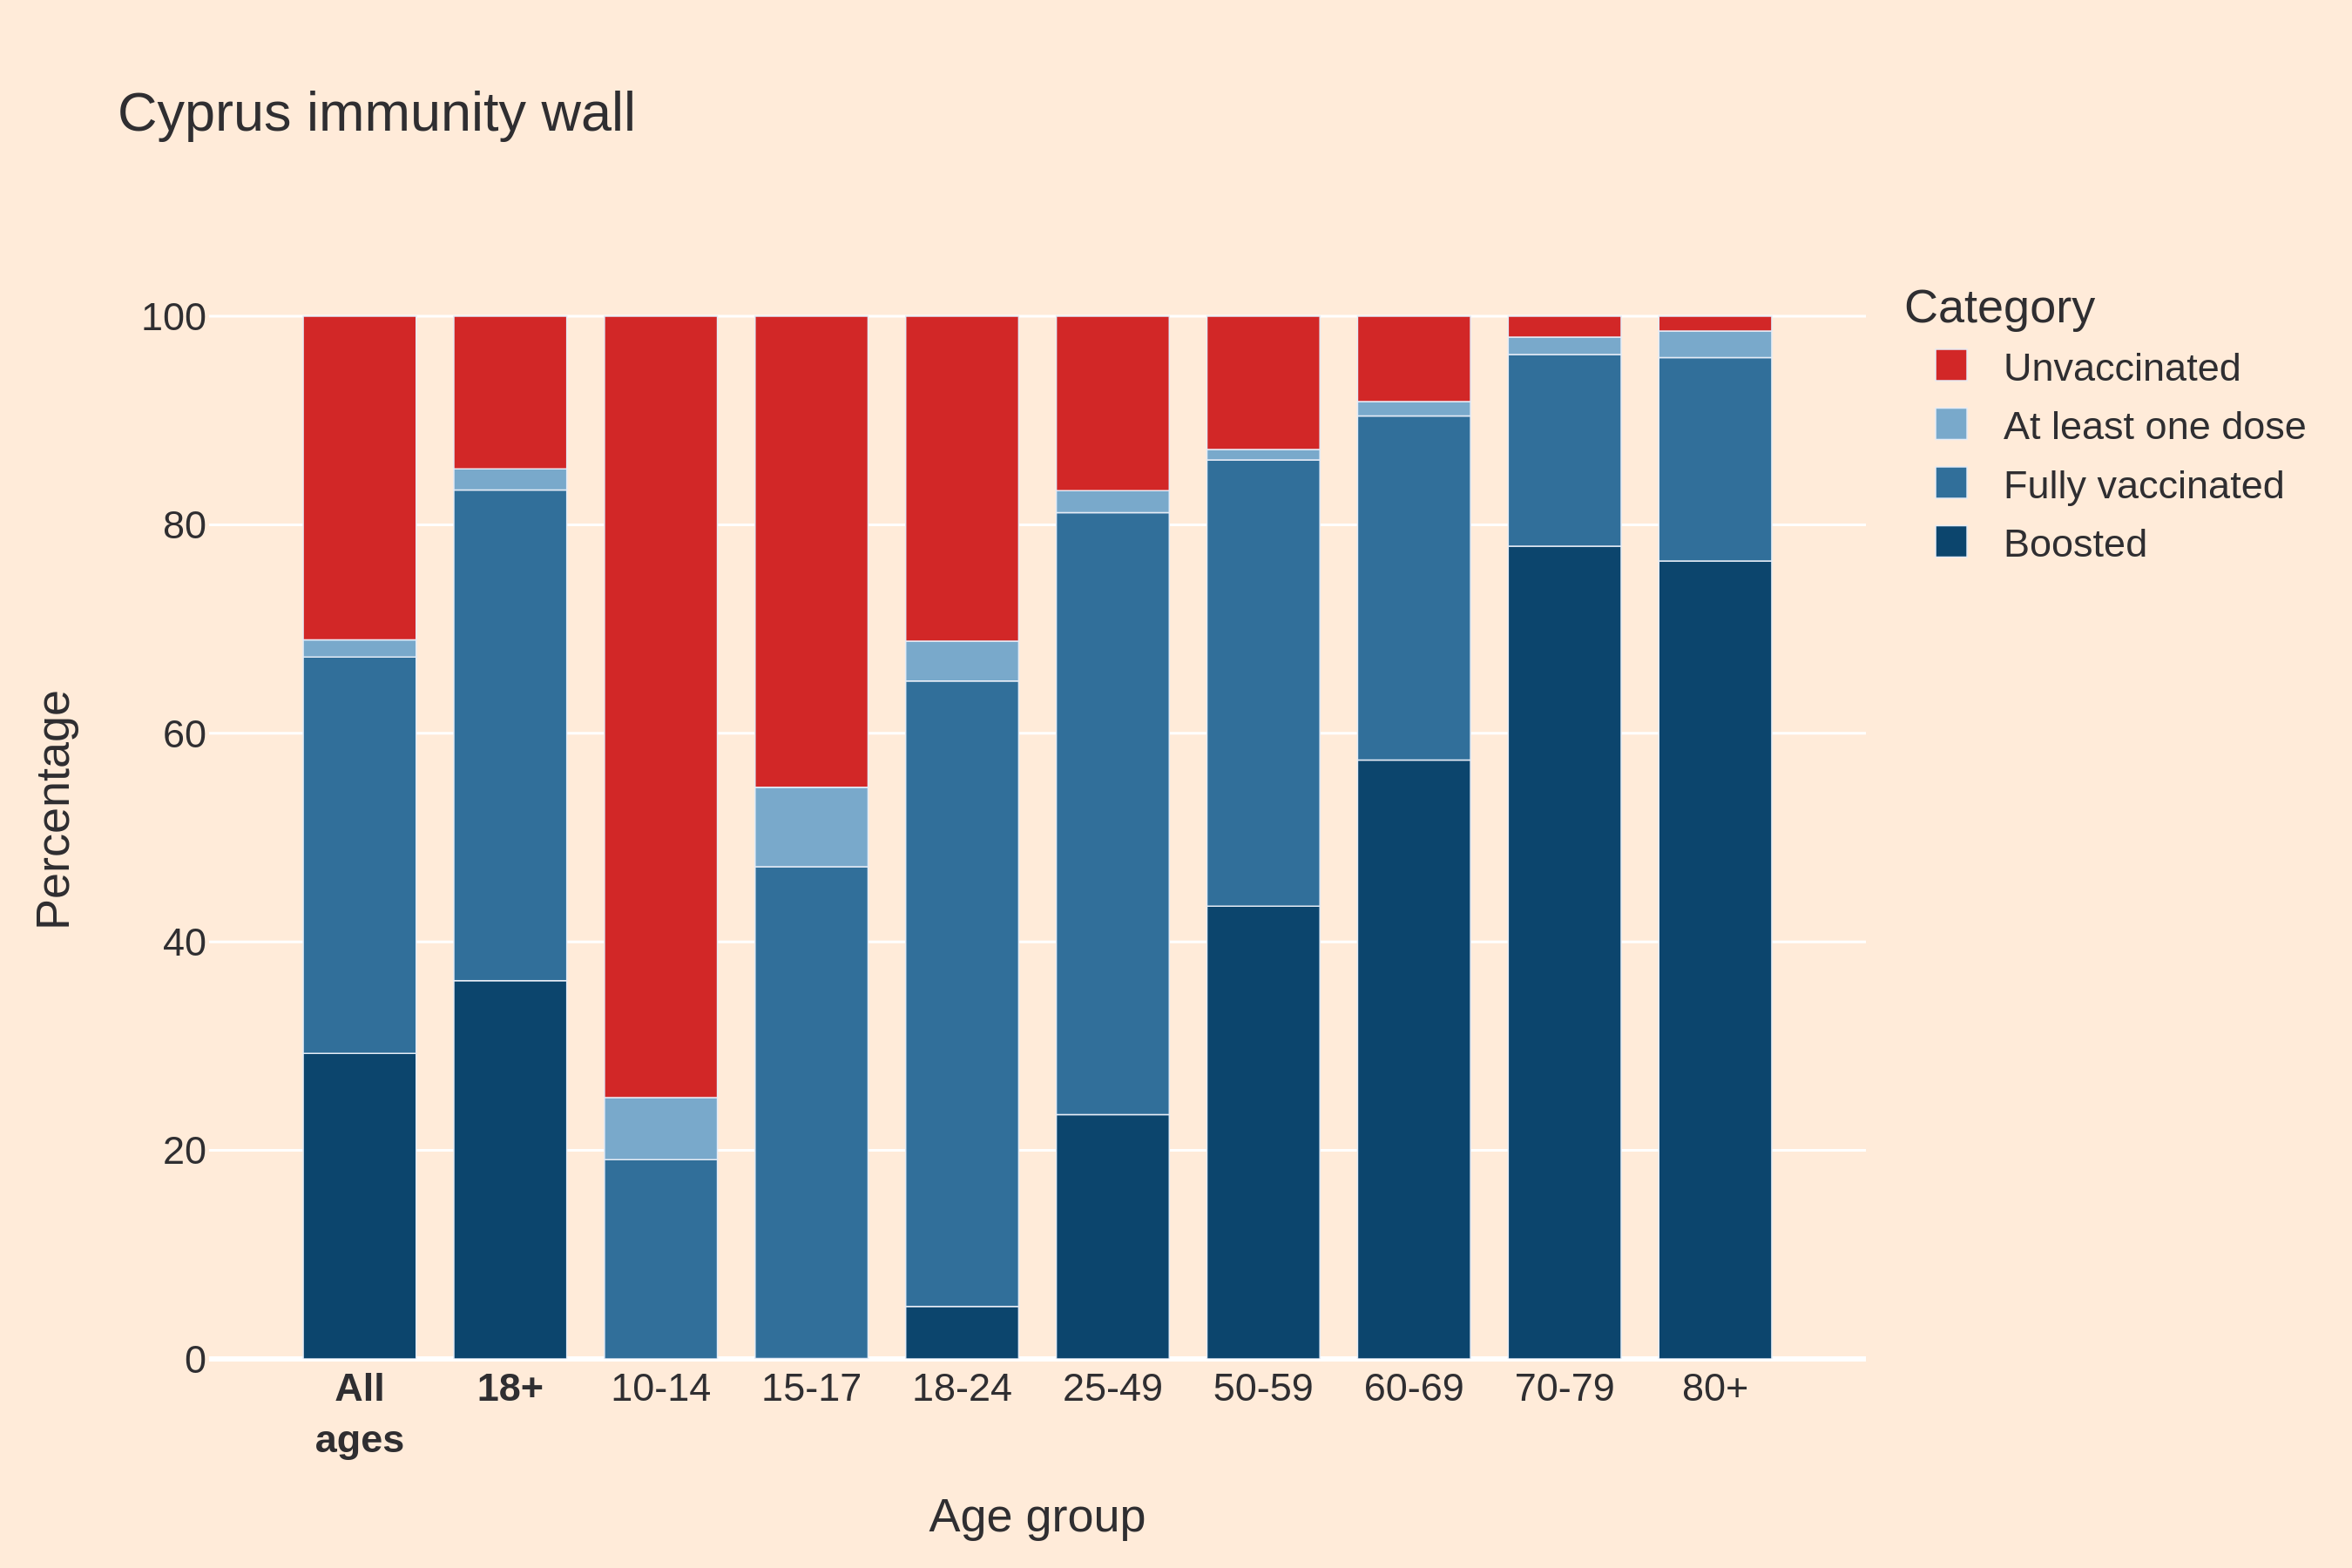 Cyprus immunity wall
Category
Unvaccinated
At least one dose
Fully vaccinated
Boosted
Percentage
100
80
60
40
20
0
All ages
18+
10-14
15-17
18-24
25-49
50-59
60-69
70-79
80+
Age group